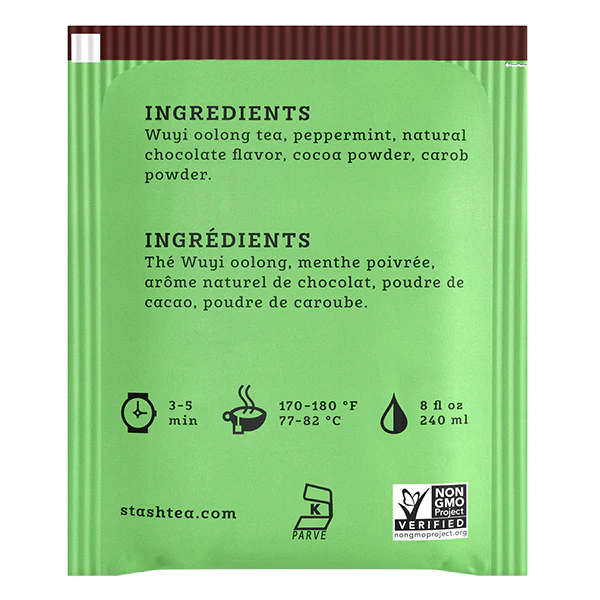 INGREDIENTS
Wuyi oolong tea, peppermint, natural
chocolate flavor, cocoa powder, carob
powder.
INGRÉDIENTS
Thé Wuyi oolong, menthe poivrée,
arôme naturel de chocolat, poudre de
cacao, poudre de caroube.
3-5
min
170-180 °F
77-82 °C
8 fl oz
240 ml
stashtea.com
K
PARVE
NON
GMO
Project
VERIFIED
nongmoproject.org